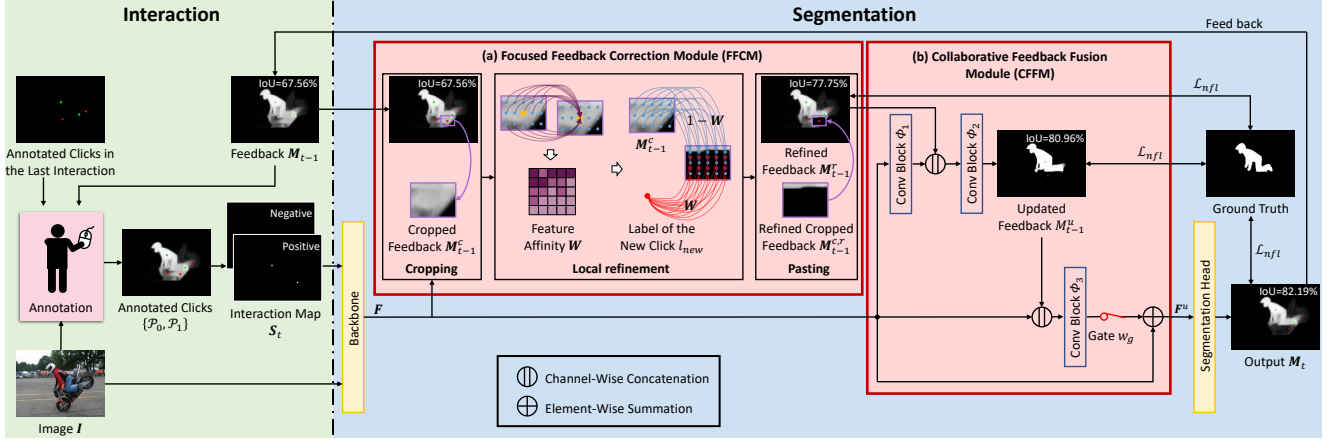 Interaction
Segmentation
Feed back
(a) Focused Feedback Correction Module (FFCM)
(b) Collaborative Feedback Fusion
Module (CFFM)
IoU=67.56%
IoU=67.56%
IoU=77.75%
Annotated Clicks in
the Last Interaction
Feedback M_{t−1}
Cropped
Feedback M^c_{t−1}
Cropping
Feature
Affinity W
M^c_{t−1}
1 − W
W
Label of the
New Click l_{new}
Local refinement
Refined
Feedback M^r_{t−1}
Refined Cropped
Feedback M^{c,r}_{t−1}
Pasting
Conv Block Φ_1
Conv Block Φ_2
IoU=80.96%
Updated
Feedback M^u_{t−1}
ℒ_{nfl}
ℒ_{nfl}
Ground Truth
ℒ_{nfl}
Negative
Positive
Annotation
Annotated Clicks
{𝒫_0, 𝒫_1}
Interaction Map
S_t
Backbone
F
Conv Block Φ_3
Gate w_g
F^u
Segmentation Head
IoU=82.19%
Output M_t
Image I
Channel-Wise Concatenation
Element-Wise Summation